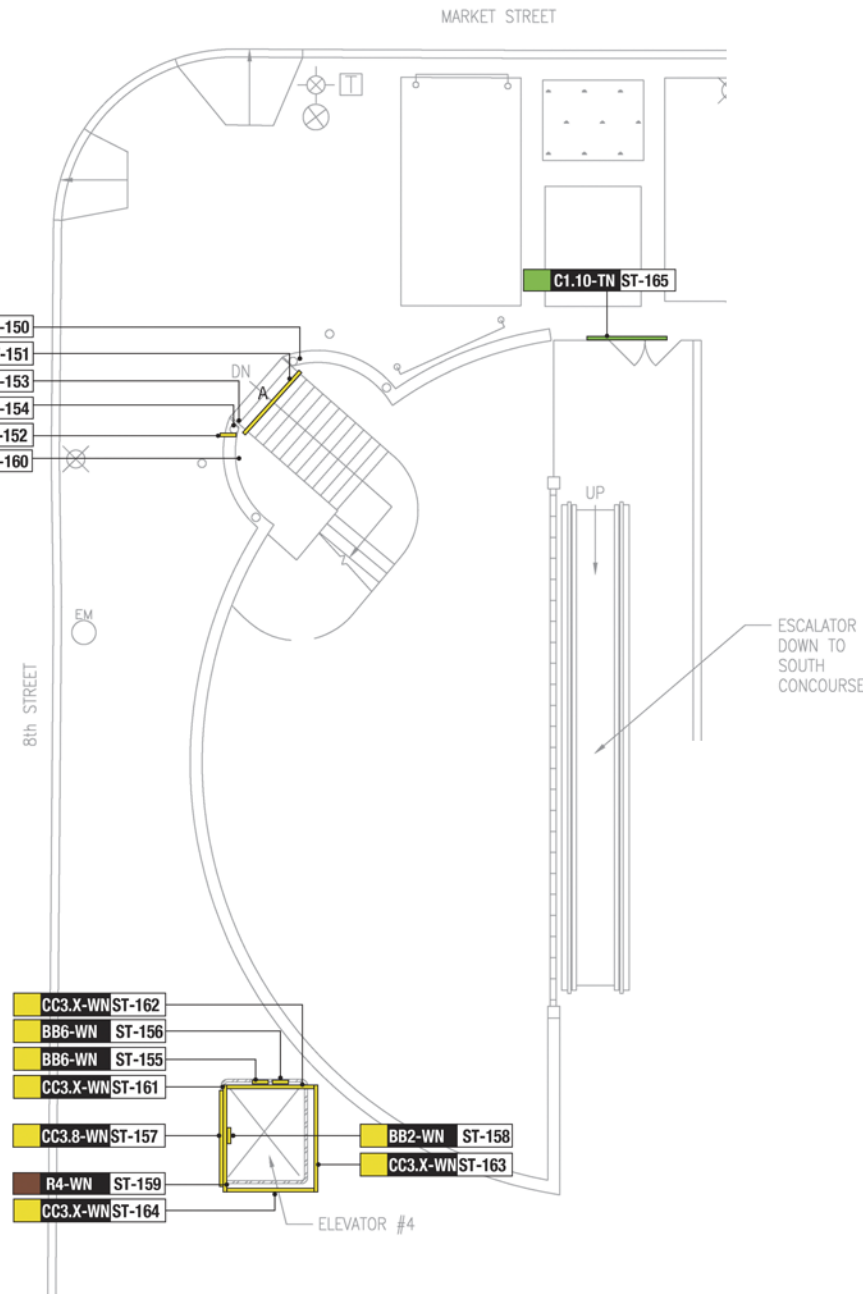 MARKET STREET
T
C1.10-TN ST-165
-150
-151
-153
-154
-152
-160
DN
A
UP
EM
8th STREET
ESCALATOR
DOWN TO
SOUTH
CONCOURSE
CC3.X-WN ST-162
BB6-WN ST-156
BB6-WN ST-155
CC3.X-WN ST-161
CC3.8-WN ST-157
BB2-WN ST-158
CC3.X-WN ST-163
R4-WN ST-159
CC3.X-WN ST-164
ELEVATOR #4